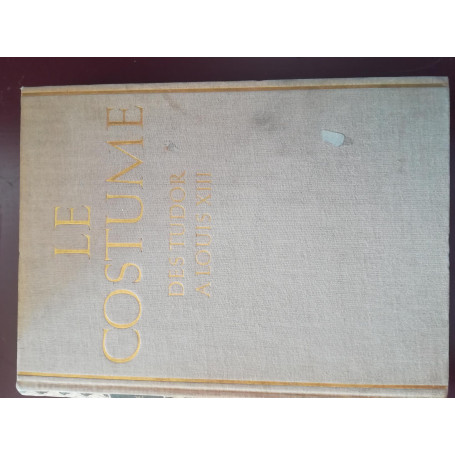 LE
COSTUME
DES TUDOR
A LOUIS XIII